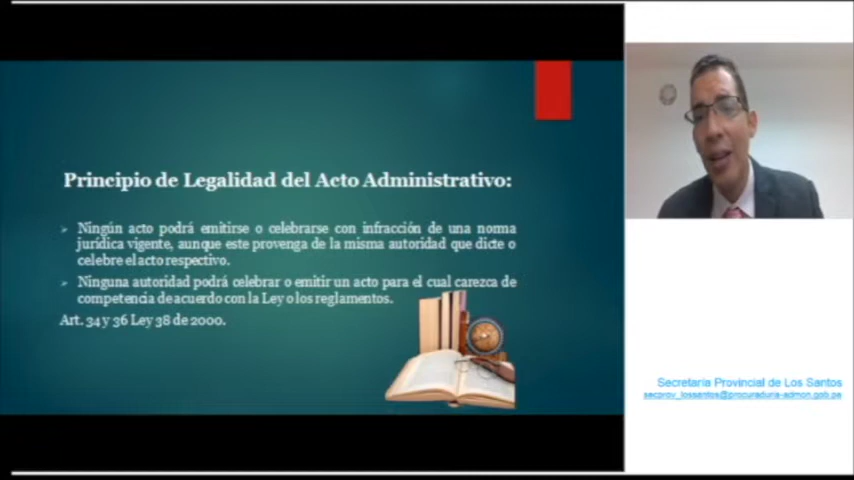 Principio de Legalidad del Acto Administrativo:
Ningún acto podrá emitirse o celebrarse con infracción de una norma
jurídica vigente, aunque este provenga de la misma autoridad que dicte o
celebre el acto respectivo.
Ninguna autoridad podrá celebrar o emitir un acto para el cual carezca de
competencia de acuerdo con la Ley o los reglamentos.
Art. 34 y 36 Ley 38 de 2000.
Secretaría Provincial de Los Santos
secprov_lossantos@procuraduria-admon.gob.pa